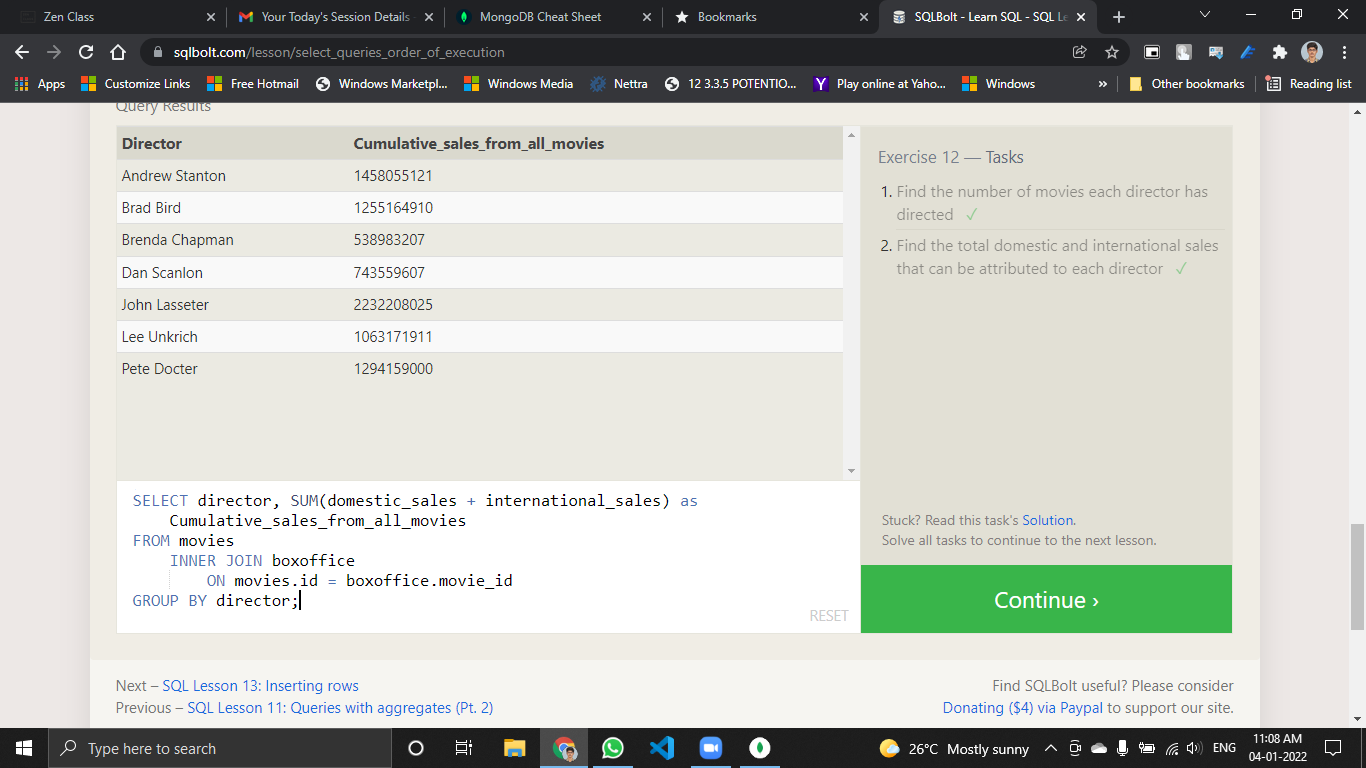 Zen Class
Your Today's Session Details
MongoDB Cheat Sheet
Bookmarks
SQLBolt - Learn SQL - SQL Le
sqlbolt.com/lesson/select_queries_order_of_execution
Apps
Customize Links
Free Hotmail
Windows Marketpl...
Windows Media
Nettra
12 3.3.5 POTENTIO...
Play online at Yaho...
Windows
»
Other bookmarks
Reading list
Query Results
Director Cumulative_sales_from_all_movies
Andrew Stanton 1458055121
Brad Bird 1255164910
Brenda Chapman 538983207
Dan Scanlon 743559607
John Lasseter 2232208025
Lee Unkrich 1063171911
Pete Docter 1294159000
SELECT director, SUM(domestic_sales + international_sales) as
Cumulative_sales_from_all_movies
FROM movies
INNER JOIN boxoffice
ON movies.id = boxoffice.movie_id
GROUP BY director;
RESET
Exercise 12 — Tasks
1. Find the number of movies each director has
directed ✓
2. Find the total domestic and international sales
that can be attributed to each director ✓
Stuck? Read this task's Solution.
Solve all tasks to continue to the next lesson.
Continue ›
Next – SQL Lesson 13: Inserting rows
Previous – SQL Lesson 11: Queries with aggregates (Pt. 2)
Find SQLBolt useful? Please consider
Donating ($4) via Paypal to support our site.
Type here to search
26°C Mostly sunny
ENG
11:08 AM
04-01-2022